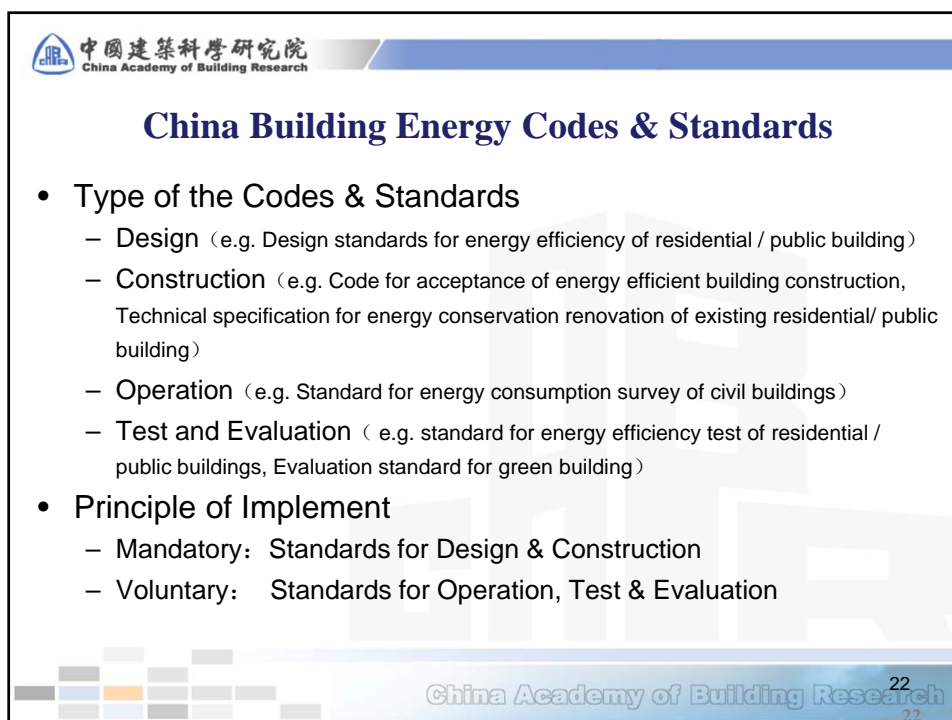 中國建築科學研究院
China Academy of Building Research
China Building Energy Codes & Standards
• Type of the Codes & Standards
– Design（e.g. Design standards for energy efficiency of residential / public building）
– Construction（e.g. Code for acceptance of energy efficient building construction,
Technical specification for energy conservation renovation of existing residential/ public
building）
– Operation（e.g. Standard for energy consumption survey of civil buildings）
– Test and Evaluation（ e.g. standard for energy efficiency test of residential /
public buildings, Evaluation standard for green building）
• Principle of Implement
– Mandatory： Standards for Design & Construction
– Voluntary： Standards for Operation, Test & Evaluation
China Academy of Building Research
22
22